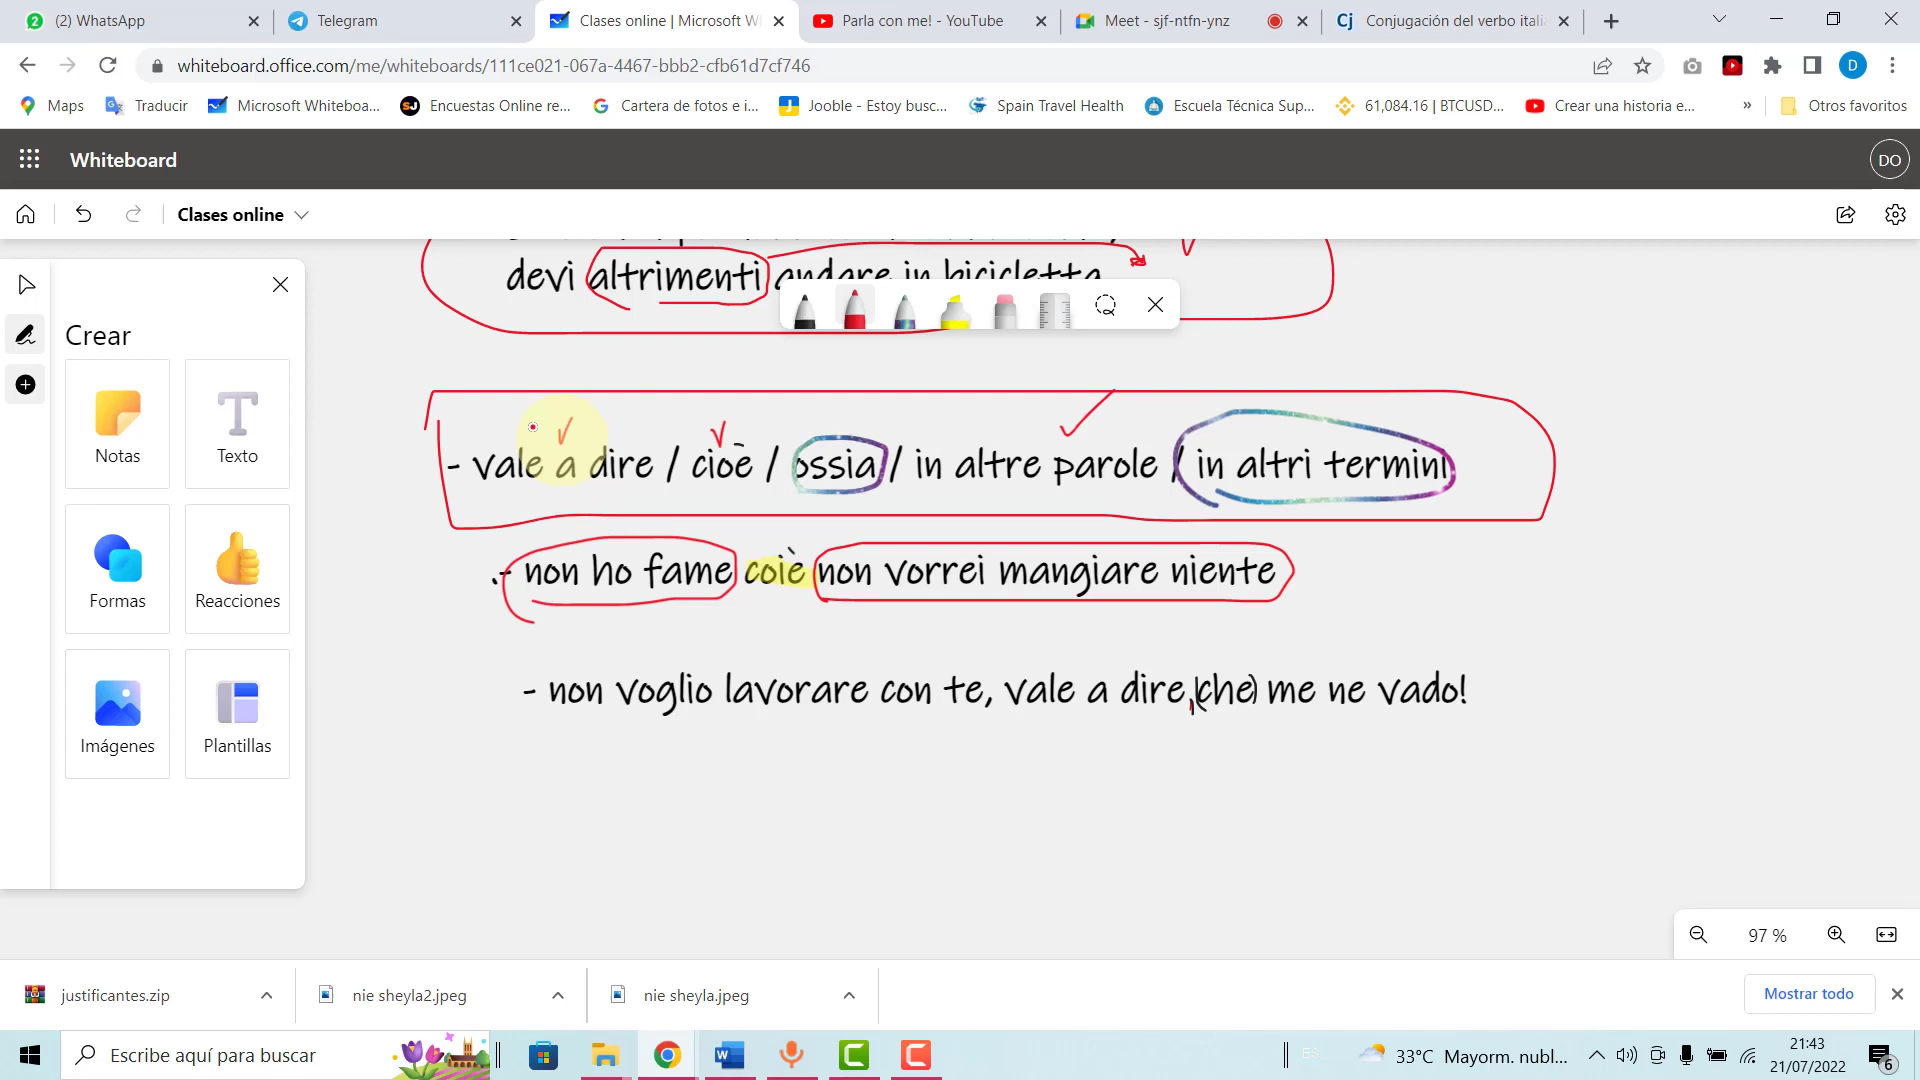 (2) WhatsApp
Telegram
Clases online | Microsoft W
Parla con me! - YouTube
Meet - sjf-ntfn-ynz
Cj Conjugación del verbo itali
whiteboard.office.com/me/whiteboards/111ce021-067a-4467-bbb2-cfb61d7cf746
D
Maps
Traducir
Microsoft Whiteboa...
Encuestas Online re...
Cartera de fotos e i...
Jooble - Estoy busc...
Spain Travel Health
Escuela Técnica Sup...
61,084.16 | BTCUSD...
Crear una historia e...
»
Otros favoritos
Whiteboard
DO
Clases online
devi altrimenti andare in bicicletta
Crear
Notas
Texto
Formas
Reacciones
Imágenes
Plantillas
- vale a dire / cioè / ossia / in altre parole / in altri termini
.- non ho fame coiè non vorrei mangiare niente
- non voglio lavorare con te, vale a dire, (che) me ne vado!
97 %
justificantes.zip
nie sheyla2.jpeg
nie sheyla.jpeg
Mostrar todo
Escribe aquí para buscar
33°C Mayorm. nubl...
21:43
21/07/2022
6